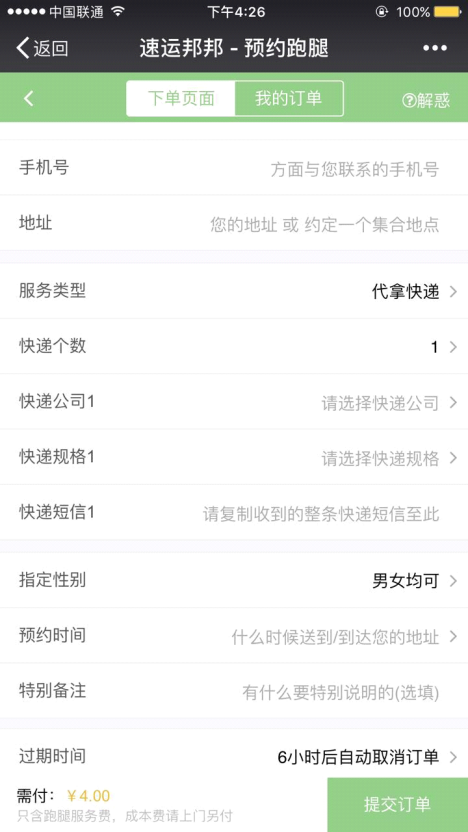 中国联通 下午4:26 100%
返回 速运邦邦 - 预约跑腿
下单页面 我的订单 ?解惑
手机号 方面与您联系的手机号
地址 您的地址 或 约定一个集合地点
服务类型 代拿快递
快递个数 1
快递公司1 请选择快递公司
快递规格1 请选择快递规格
快递短信1 请复制收到的整条快递短信至此
指定性别 男女均可
预约时间 什么时候送到/到达您的地址
特别备注 有什么要特别说明的(选填)
过期时间 6小时后自动取消订单
需付: ￥4.00
只含跑腿服务费，成本费请上门另付
提交订单